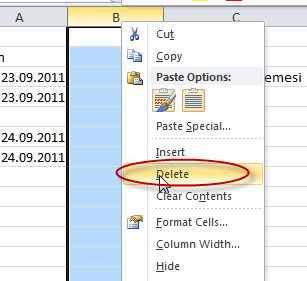 A B C
Cut
Copy
23.09.2011 Paste Options: emesi
23.09.2011
Paste Special...
24.09.2011 Insert
24.09.2011 Delete
Clear Contents
Format Cells...
Column Width...
Hide